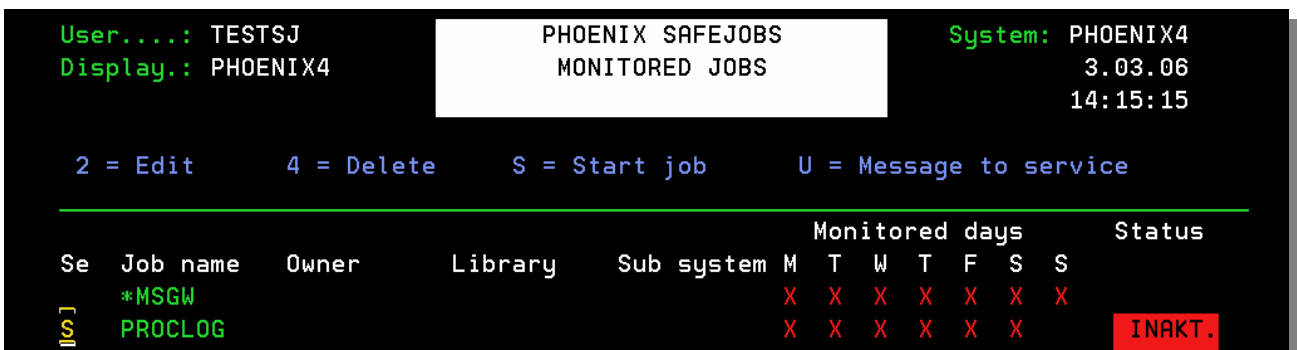 User....: TESTSJ PHOENIX SAFEJOBS System: PHOENIX4
Display.: PHOENIX4 MONITORED JOBS 3.03.06
14:15:15
2 = Edit 4 = Delete S = Start job U = Message to service
Monitored days Status
Se Job name Owner Library Sub system M T W T F S S
*MSGW X X X X X X X
S PROCLOG X X X X X X INAKT.